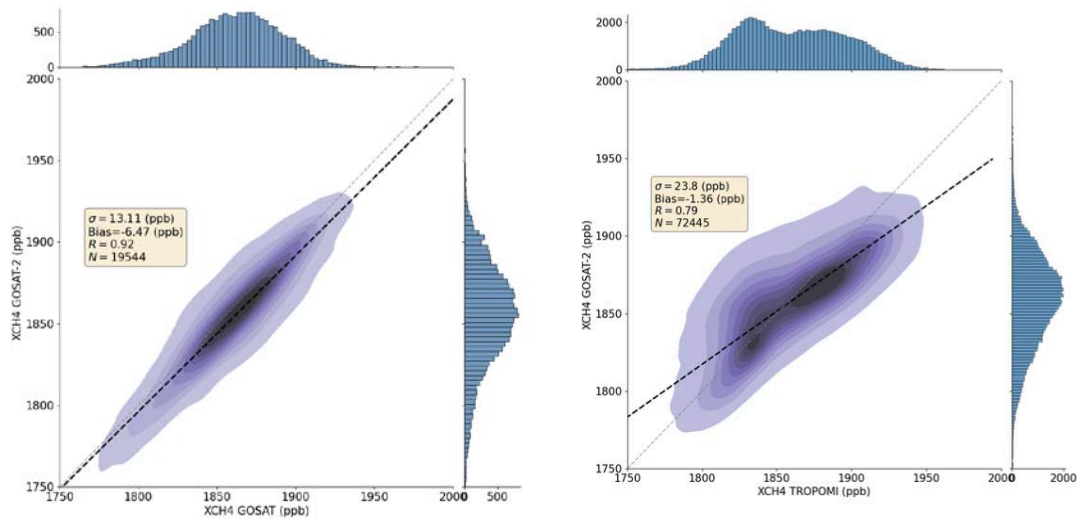 500
0
2000
1950
1900
1850
1800
1750
XCH4 GOSAT-2 (ppb)
σ = 13.11 (ppb)
Bias=-6.47 (ppb)
R = 0.92
N = 19544
1750
1800
1850
1900
1950
2000
0
500
XCH4 GOSAT (ppb)
2000
1000
0
2000
1950
1900
1850
1800
1750
XCH4 GOSAT-2 (ppb)
σ = 23.8 (ppb)
Bias=-1.36 (ppb)
R = 0.79
N = 72445
1750
1800
1850
1900
1950
2000
0
2000
XCH4 TROPOMI (ppb)